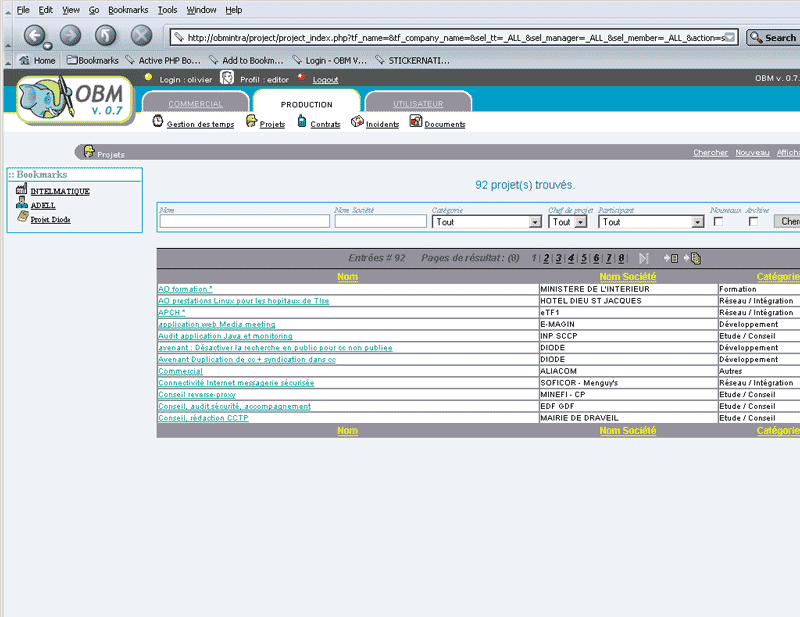 File Edit View Go Bookmarks Tools Window Help
http://obmintra/project/project_index.php?tf_name=&tf_company_name=&sel_tt=_ALL_&sel_manager=_ALL_&sel_member=_ALL_&action=s Search
Home Bookmarks Active PHP Bo... Add to Bookm... Login - OBM V... STICKERNATI...
Login : olivier Profil : editor Logout OBM v. 0.7.
OBM
v. 0.7
COMMERCIAL PRODUCTION UTILISATEUR
Gestion des temps Projets Contrats Incidents Documents
Projets Chercher Nouveau Afficha
:: Bookmarks
INTELMATIQUE
ADELL
Projet Diode
92 projet(s) trouvés.
Nom Nom Société Catégorie Chef de projet Participant Nouveaux Archive
Tout Tout Tout Cher
Entrées # 92 Pages de résultat : (8) 1| 2 | 3 | 4 | 5 | 6 | 7 | 8 |
Nom Nom Société Catégorie
AO formation * MINISTERE DE L'INTERIEUR Formation
AO prestations Linux pour les hopitaux de Tlse HOTEL DIEU ST JACQUES Réseau / Intégration
APCH * eTF1 Réseau / Intégration
application web Media meeting E-MAGIN Développement
Audit application Java et monitoring INP SCCP Etude / Conseil
avenant : Désactiver la recherche en public pour cc non publiee DIODE Développement
Avenant Duplication de cc + syndication dans cc DIODE Développement
Commercial ALIACOM Autres
Connectivité Internet messagerie sécurisée SOFICOR - Menguy's Réseau / Intégration
Conseil reverse-proxy MINEFI - CP Etude / Conseil
Conseil, audit sécurité, accompagnement EDF GDF Etude / Conseil
Conseil, rédaction CCTP MAIRIE DE DRAVEIL Etude / Conseil
Nom Nom Société Catégorie